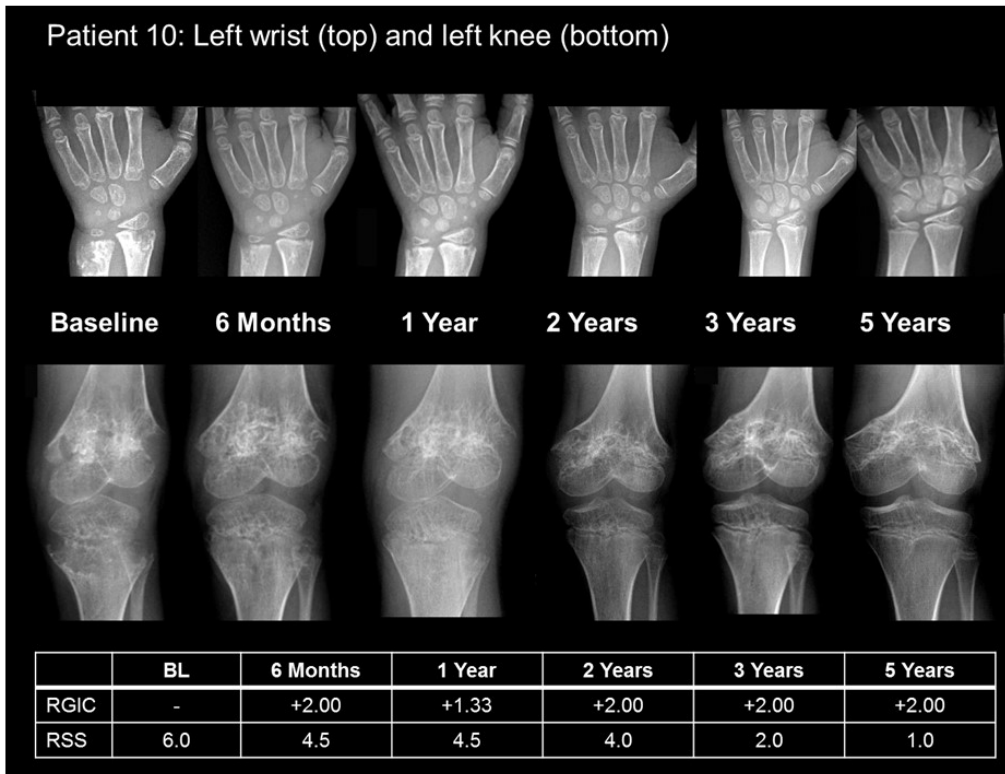 Patient 10: Left wrist (top) and left knee (bottom)
Baseline 6 Months 1 Year 2 Years 3 Years 5 Years
BL 6 Months 1 Year 2 Years 3 Years 5 Years
RGIC - +2.00 +1.33 +2.00 +2.00 +2.00
RSS 6.0 4.5 4.5 4.0 2.0 1.0